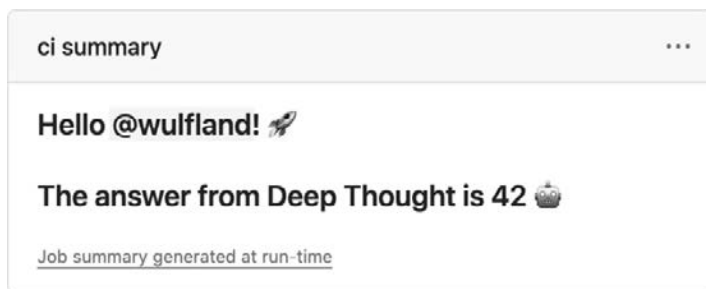 ci summary
...
Hello @wulfland! 🚀
The answer from Deep Thought is 42 🤖
Job summary generated at run-time